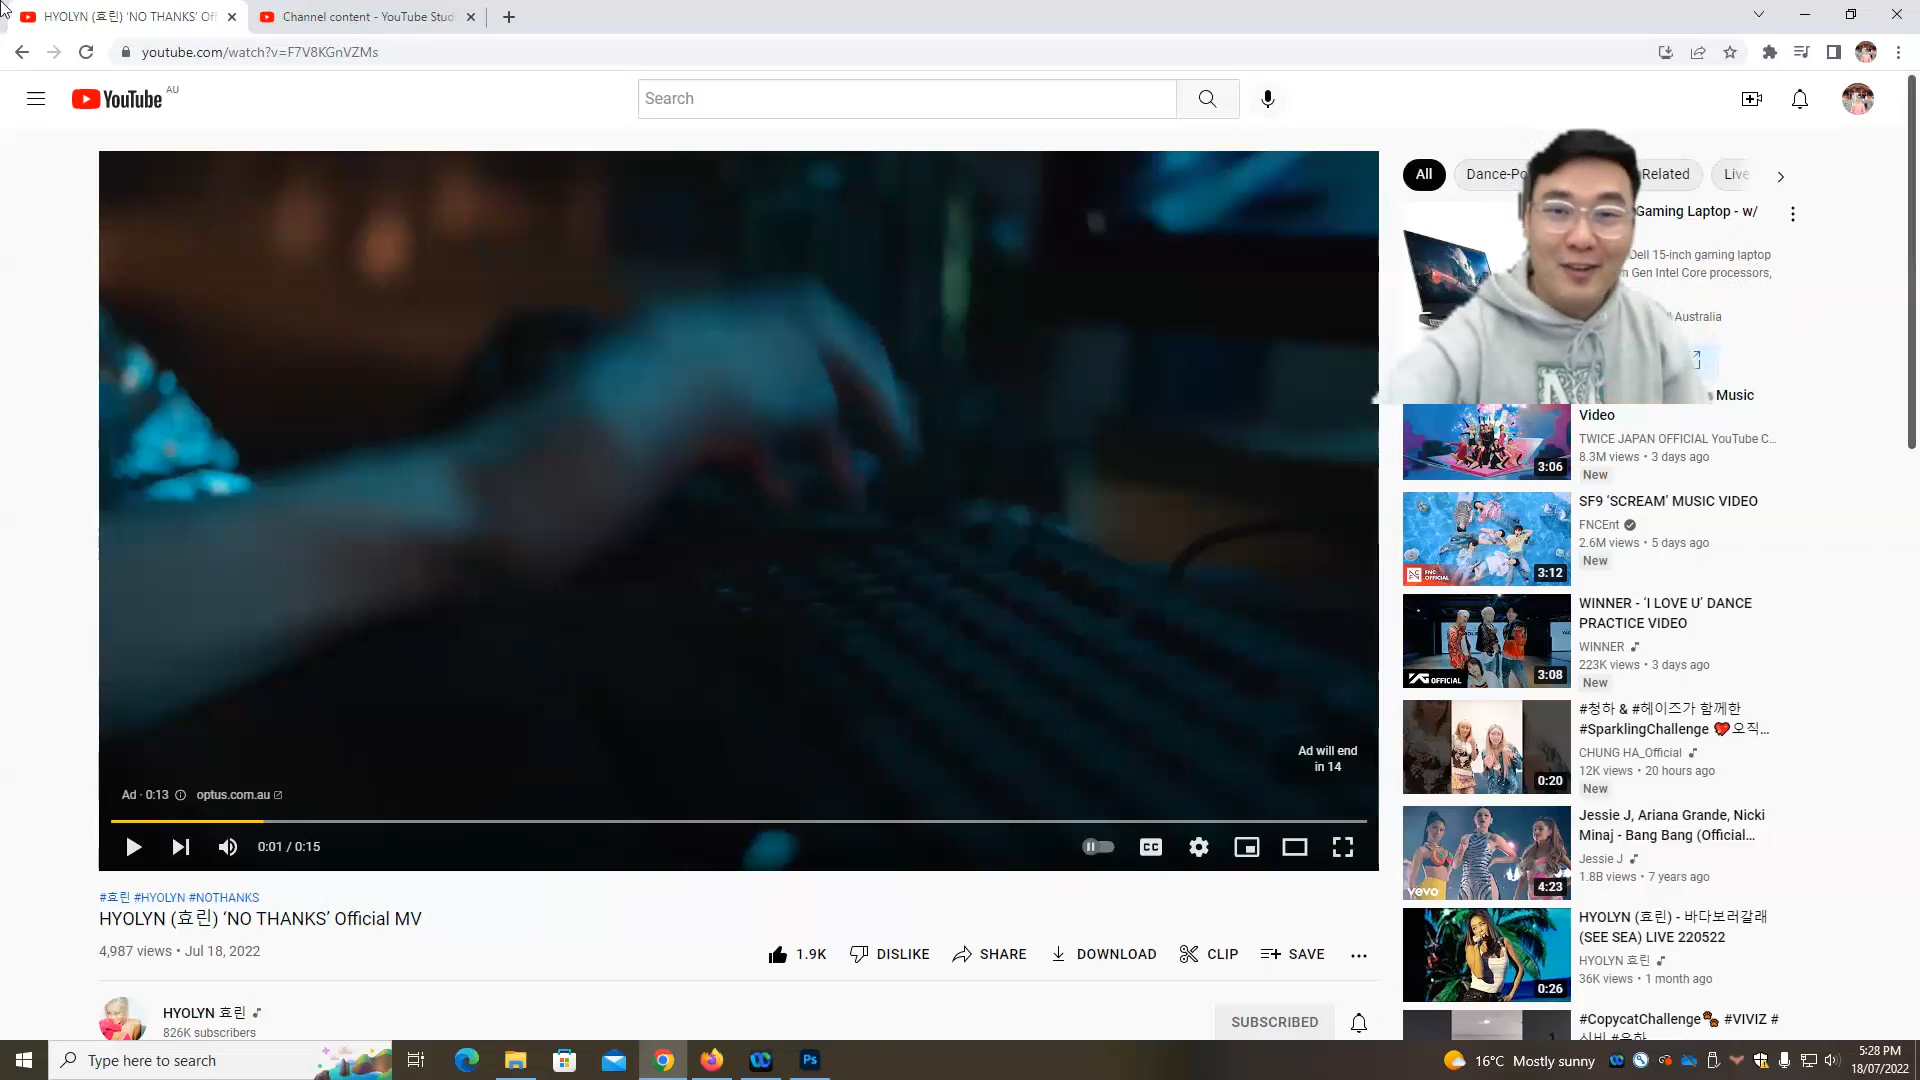 HYOLYN (효린) 'NO THANKS' Off
Channel content - YouTube Stud
youtube.com/watch?v=F7V8KGnVZMs
YouTube AU
Search
All
Dance-Po
Related
Live
Gaming Laptop - w/
Dell 15-inch gaming laptop
Gen Intel Core processors,
Australia
Music
Video
TWICE JAPAN OFFICIAL YouTube C...
8.3M views • 3 days ago
New
3:06
SF9 ‘SCREAM’ MUSIC VIDEO
FNCEnt
2.6M views • 5 days ago
New
FNC OFFICIAL
3:12
WINNER - ‘I LOVE U’ DANCE
PRACTICE VIDEO
WINNER
223K views • 3 days ago
New
OFFICIAL
3:08
#청하 & #헤이즈가 함께한
#SparklingChallenge 💖오직...
CHUNG HA_Official
12K views • 20 hours ago
New
0:20
Jessie J, Ariana Grande, Nicki
Minaj - Bang Bang (Official...
Jessie J
1.8B views • 7 years ago
vevo
4:23
HYOLYN (효린) - 바다보러갈래
(SEE SEA) LIVE 220522
HYOLYN 효린
36K views • 1 month ago
0:26
#CopycatChallenge #VIVIZ #
Ad will end
in 14
Ad · 0:13
optus.com.au
0:01 / 0:15
CC
#효린 #HYOLYN #NOTHANKS
HYOLYN (효린) ‘NO THANKS’ Official MV
4,987 views • Jul 18, 2022
1.9K
DISLIKE
SHARE
DOWNLOAD
CLIP
SAVE
HYOLYN 효린
826K subscribers
SUBSCRIBED
Type here to search
Ps
16°C Mostly sunny
5:28 PM
18/07/2022